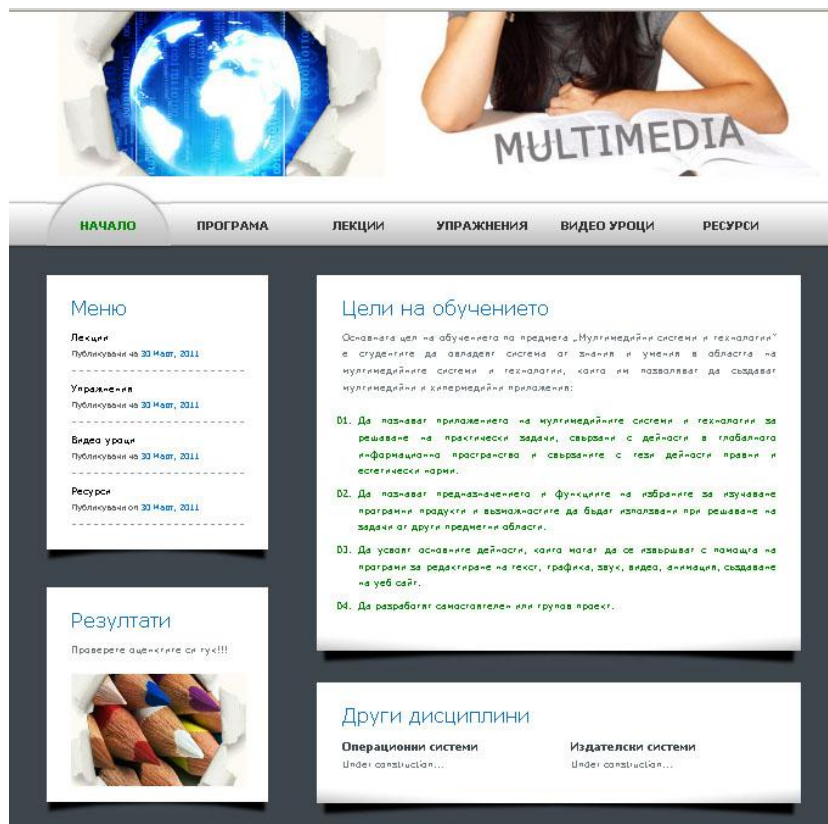 MULTIMEDIA
НАЧАЛО ПРОГРАМА ЛЕКЦИИ УПРАЖНЕНИЯ ВИДЕО УРОЦИ РЕСУРСИ
Меню
Лекции
Публикувани на 30 Март, 2011
Упражнения
Публикувани на 30 Март, 2011
Видео уроци
Публикувани на 30 Март, 2011
Ресурси
Публикувани on 30 Март, 2011
Резултати
Проверете оценките си тук!!!
Цели на обучението
Основната цел на обучението по предмета „Мултимедийни системи и технологии"
е студентите да овладеят система от знания и умения в областта на
мултимедийните системи и технологии, които им позволяват да създават
мултимедийни и хипермедийни приложения:
01. Да познават приложението на мултимедийните системи и технологии за
решаване на практически задачи, свързани с дейности в глобалното
информационно пространство и свързаните с тези дейности правни и
естетически норми.
02. Да познават предназначението и функциите на избраните за изучаване
програмни продукти и възможностите да бъдат използвани при решаване на
задачи от други предметни области.
03. Да усвоят основните дейности, които могат да се извършват с помощта на
програми за редактиране на текст, графика, звук, видео, анимация, създаване
на уеб сайт.
04. Да разработят самостоятелен или групов проект.
Други дисциплини
Операционни системи
Under construction...
Издателски системи
Under construction...